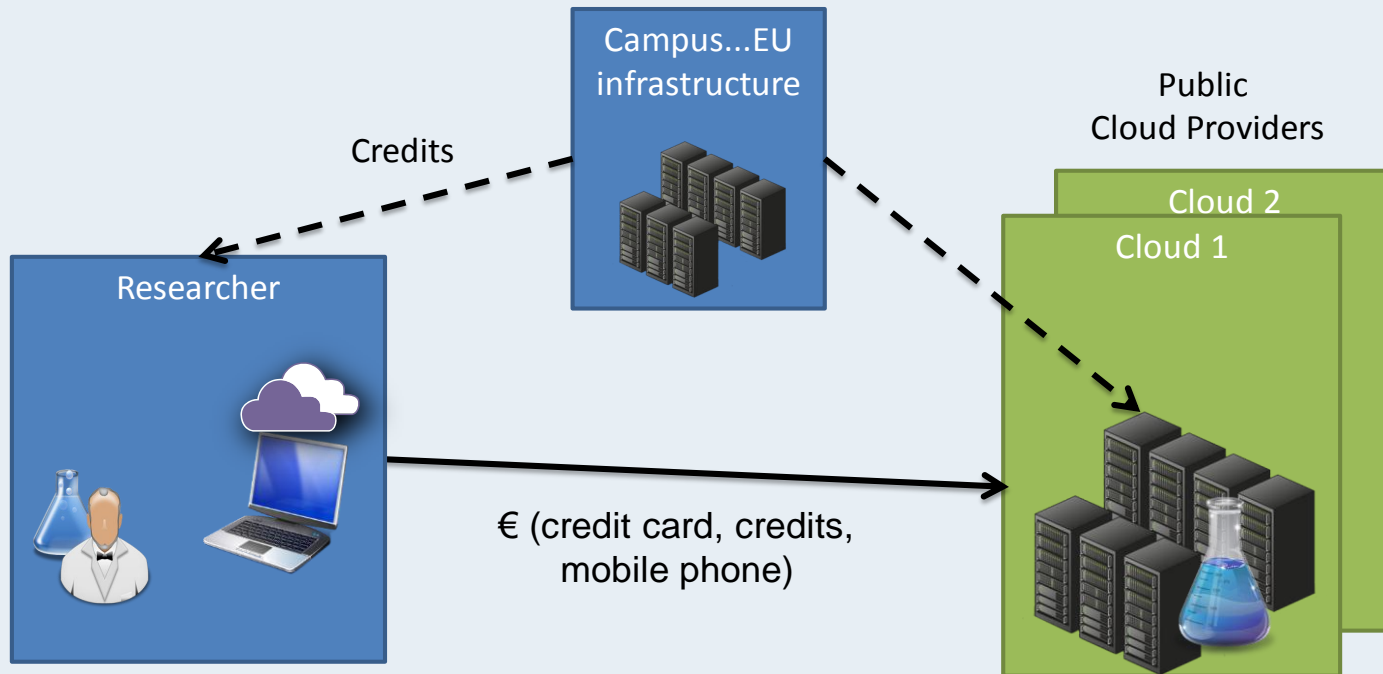 Campus...EU
infrastructure
Public
Cloud Providers
Credits
Cloud 2
Cloud 1
Researcher
€ (credit card, credits,
mobile phone)